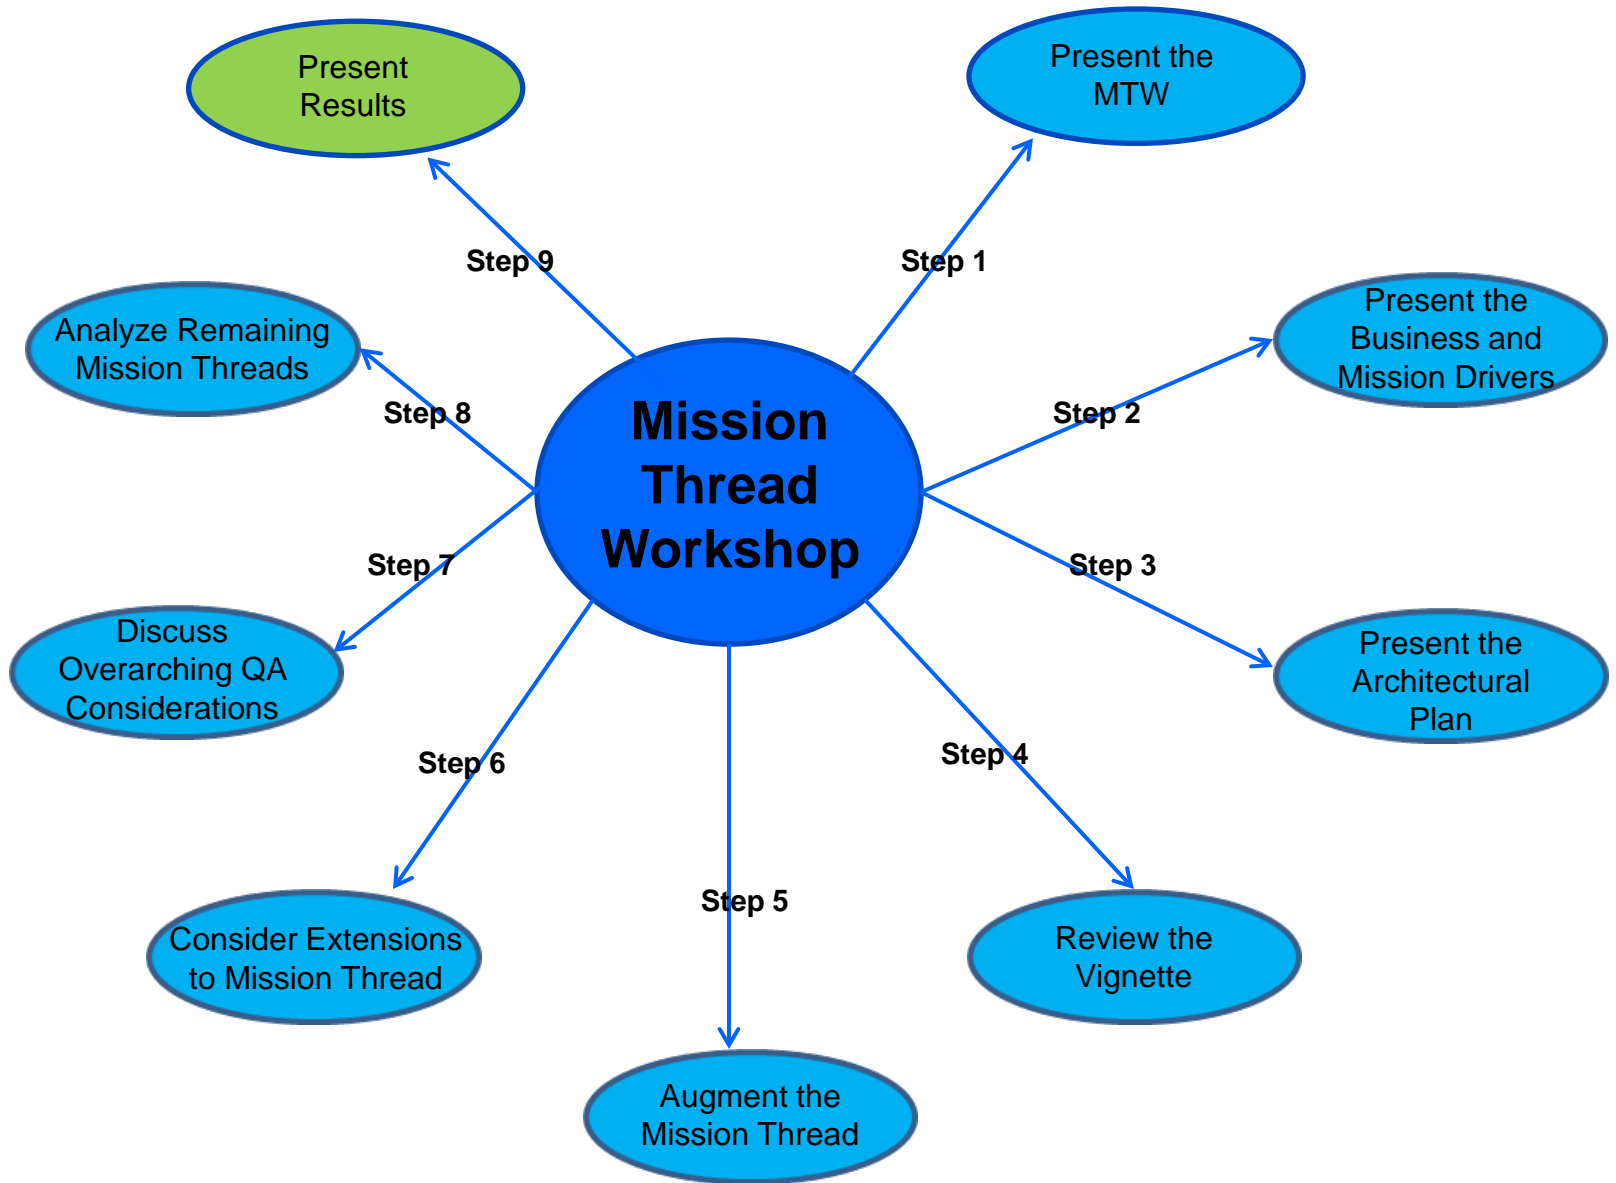 Present
Results
Present the
MTW
Step 9
Step 1
Analyze Remaining
Mission Threads
Present the
Business and
Mission Drivers
Step 8
Step 2
Mission
Thread
Workshop
Step 7
Step 3
Discuss
Overarching QA
Considerations
Present the
Architectural
Plan
Step 6
Step 4
Step 5
Consider Extensions
to Mission Thread
Review the
Vignette
Augment the
Mission Thread